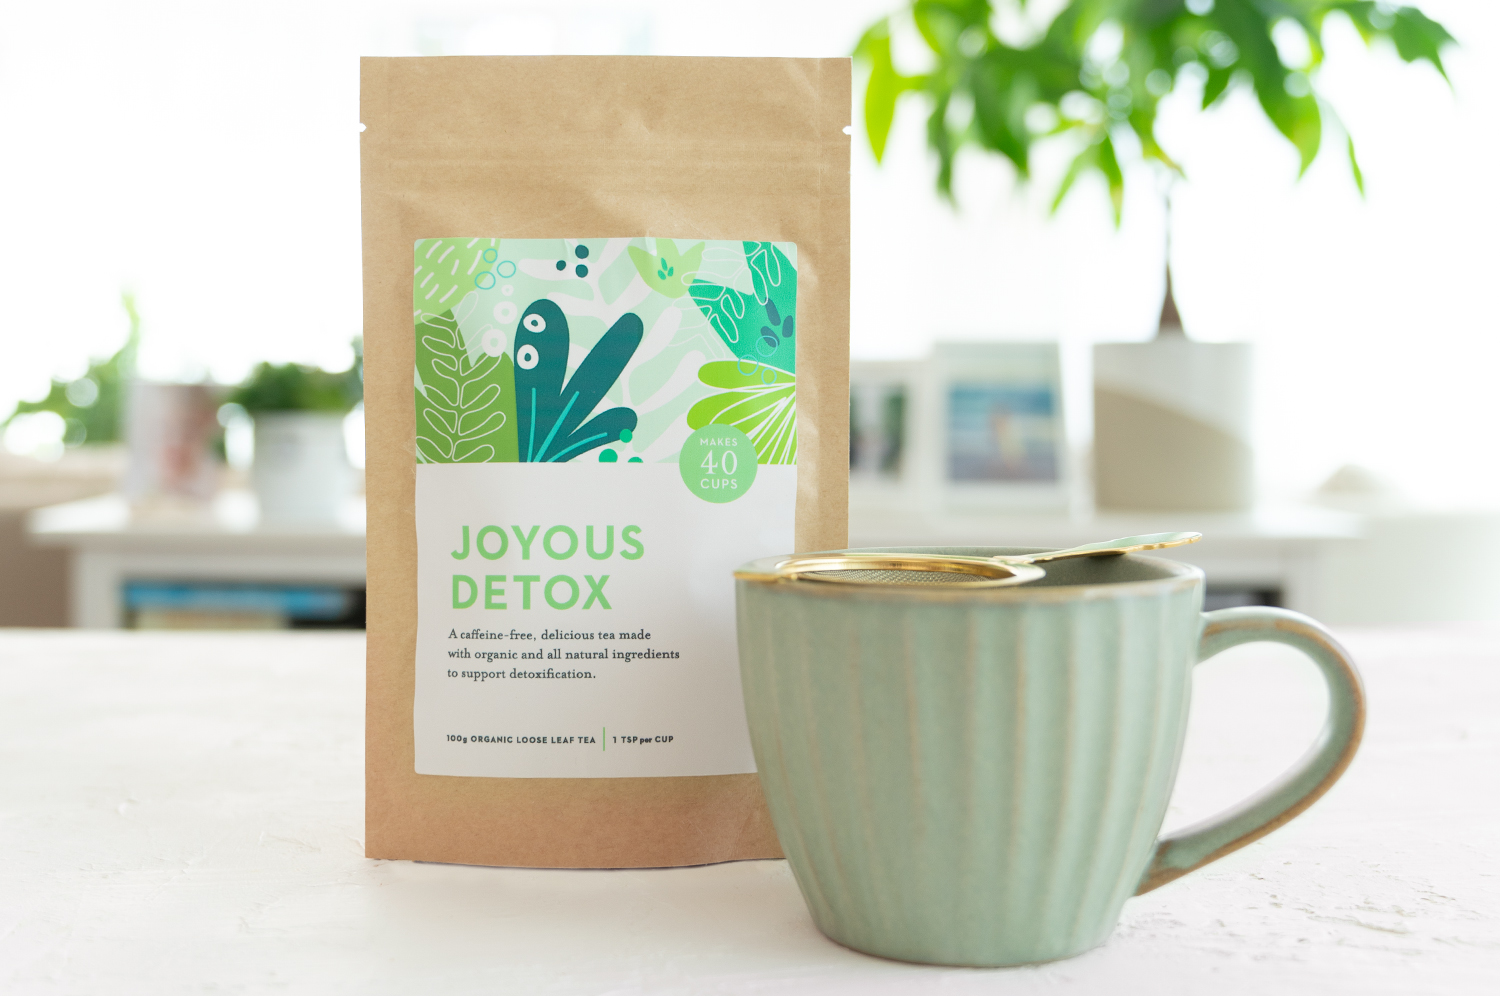 MAKES
40
CUPS
JOYOUS
DETOX
A caffeine-free, delicious tea made
with organic and all natural ingredients
to support detoxification.
100g ORGANIC LOOSE LEAF TEA | 1 TSP per CUP